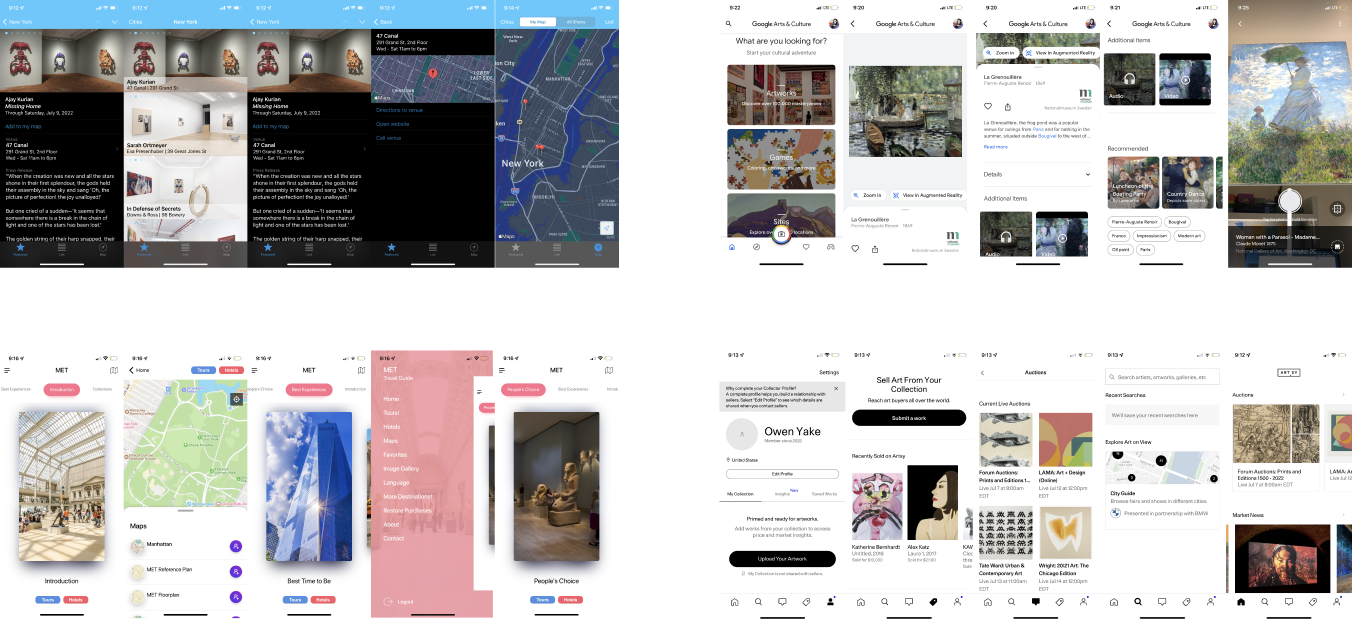 9:12
New York
Ajay Kurian
Missing Home
Through Saturday, July 9, 2022
Add to my map
Venue
47 Canal
291 Grand St, 2nd Floor
Wed - Sat 11am to 6pm
Press Release
"When the creation was new and all the stars
shone in their first splendour, the gods held
their assembly in the sky and sang 'Oh, the
picture of perfection! the joy unalloyed!'
But one cried of a sudden—'It seems that
somewhere there is a break in the chain of
light and one of the stars has been lost.'
The golden string of their harp snapped, their
Featured
List
Map
9:12
Cities
New York
Ajay Kurian
47 Canal | 291 Grand St
Sarah Ortmeyer
Eva Presenhuber | 39 Great Jones St
In Defense of Secrets
Downs & Ross | 96 Bowery
Featured
List
Map
9:12
New York
Ajay Kurian
Missing Home
Through Saturday, July 9, 2022
Add to my map
Venue
47 Canal
291 Grand St, 2nd Floor
Wed - Sat 11am to 6pm
Press Release
"When the creation was new and all the stars
shone in their first splendour, the gods held
their assembly in the sky and sang 'Oh, the
picture of perfection! the joy unalloyed!'
But one cried of a sudden—'It seems that
somewhere there is a break in the chain of
light and one of the stars has been lost.'
The golden string of their harp snapped, their
Featured
List
Map
9:13
Back
47 Canal
291 Grand St, 2nd Floor
Wed - Sat 11am to 6pm
LOWER
EAST SIDE
CHINATOWN
Maps
Directions to venue
Open website
Call venue
Featured
List
Map
9:14
Cities
My Map
All Shows
List
West New
York
Union City
MANHATTAN
New York
Maps
Featured
List
Map
9:22
LTE
Google Arts & Culture
What are you looking for?
Start your cultural adventure
Artworks
Discover over 100,000 masterpieces
Games
Coloring, crosswords and more
Sites
9:20
LTE
Google Arts & Culture
Zoom in
View in Augmented Reality
La Grenouillère
Pierre-Auguste Renoir 1869
m
Nationalmuseum Sweden
9:20
LTE
Google Arts & Culture
Zoom in
View in Augmented Reality
La Grenouillère
Pierre-Auguste Renoir 1869
m
Nationalmuseum Sweden
La Grenouillère, the frog pond was a popular
venue for outings from Paris and for bathing in the
summer, situated outside Bougival to the west of
Read more
Details
Additional Items
Audio
Video
9:21
LTE
Google Arts & Culture
Additional Items
Audio
Video
Recommended
Luncheon of the
Boating Party
Country Dance
Pierre-Auguste Renoir
Bougival
France
Impressionism
Modern art
Oil paint
Paris
9:25
Woman with a Parasol - Madame...
Claude Monet 1875
National Gallery of Art, Washington DC
9:16
MET
Best Experiences
Introduction
Collections
Introduction
Tours
Hotels
9:16
Home
Tours
Hotels
Maps
Manhattan
MET Reference Plan
MET Floorplan
9:16
MET
People's Choice
Best Experiences
Introduction
Best Time to Be
Tours
Hotels
9:16
MET
Travel Guide
Home
Tours!
Hotels
Maps
Favorites
Image Gallery
Language
More Destinations!
Restore Purchases
About
Contact
Logout
9:16
MET
People's Choice
Best Experiences
People's Choice
Tours
Hotels
9:13
Settings
Why complete your Collector Profile?
A complete profile helps you build a relationship with
sellers. Select "Edit Profile" to see which details are
shared when you contact sellers.
A
Owen Yake
Member since 2022
United States
Edit Profile
My Collection
Insights
New
Saved Works
Primed and ready for artworks.
Add works from your collection to access
price and market insights.
Upload Your Artwork
My Collection is not shared with sellers.
9:13
Sell Art From Your
Collection
Reach art buyers all over the world.
Submit a work
Recently Sold on Artsy
Katherine Bernhardt
Untitled, 2018
Alex Katz
Laura 1, 2017
KAW
9:13
Auctions
Current Live Auctions
Forum Auctions:
Prints and Editions 1...
Live Jul 7 at 8:00am
EDT
LAMA: Art + Design
(Online)
Live Jul 12 at 12:00pm
EDT
Tate Ward: Urban &
Contemporary Art
Live Jul 13 at 11:00am
EDT
Wright: 2021 Art: The
Chicago Edition
Live Jul 14 at 12:00pm
EDT
9:13
Search artists, artworks, galleries, etc
Recent Searches
We'll save your recent searches here
Explore Art on View
City Guide
Browse fairs and shows in different cities
Presented in partnership with BMW
9:12
ARTSY
Auctions
Forum Auctions: Prints and
Editions 1500 - 2022
Live Jul 7 at 8:00am
LAMA: A
Market News